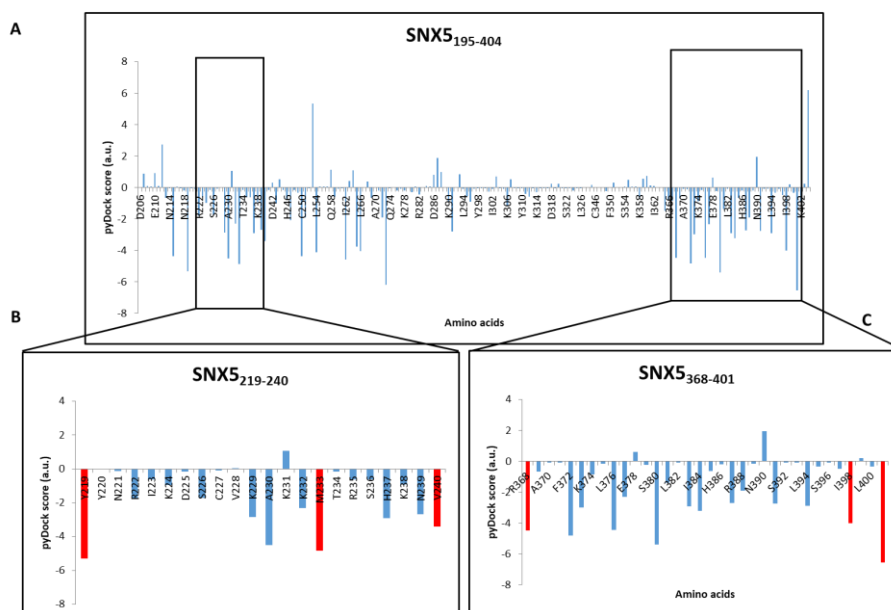 A
SNX5195-404
pyDock score (a.u.)
8
6
4
2
0
-2
-4
-6
-8
D206 E210 N214 N218 R222 S226 A230 T234 K238 D242 H246 C250 L254 Q258 I262 L266 A270 Q274 K278 R282 D286 K290 L294 Y298 I302 K306 Y310 K314 D318 S322 L326 C346 F350 S354 K358 I362 R366 A370 K374 E378 L382 H386 N390 L394 I398 K402
Amino acids
B
SNX5219-240
pyDock score (a.u.)
4
2
0
-2
-4
-6
-8
Y219 Y220 N221 R222 I223 K224 D225 S226 C227 V228 K229 A230 K231 K232 M233 T234 R235 S236 H237 K238 N239 V240
C
SNX5368-401
pyDock score (a.u.)
4
2
0
-2
-4
-6
-8
R368 A370 F372 K374 L376 E378 S380 L382 I384 H386 R388 N390 S392 L394 S396 I398 L400
Amino acids